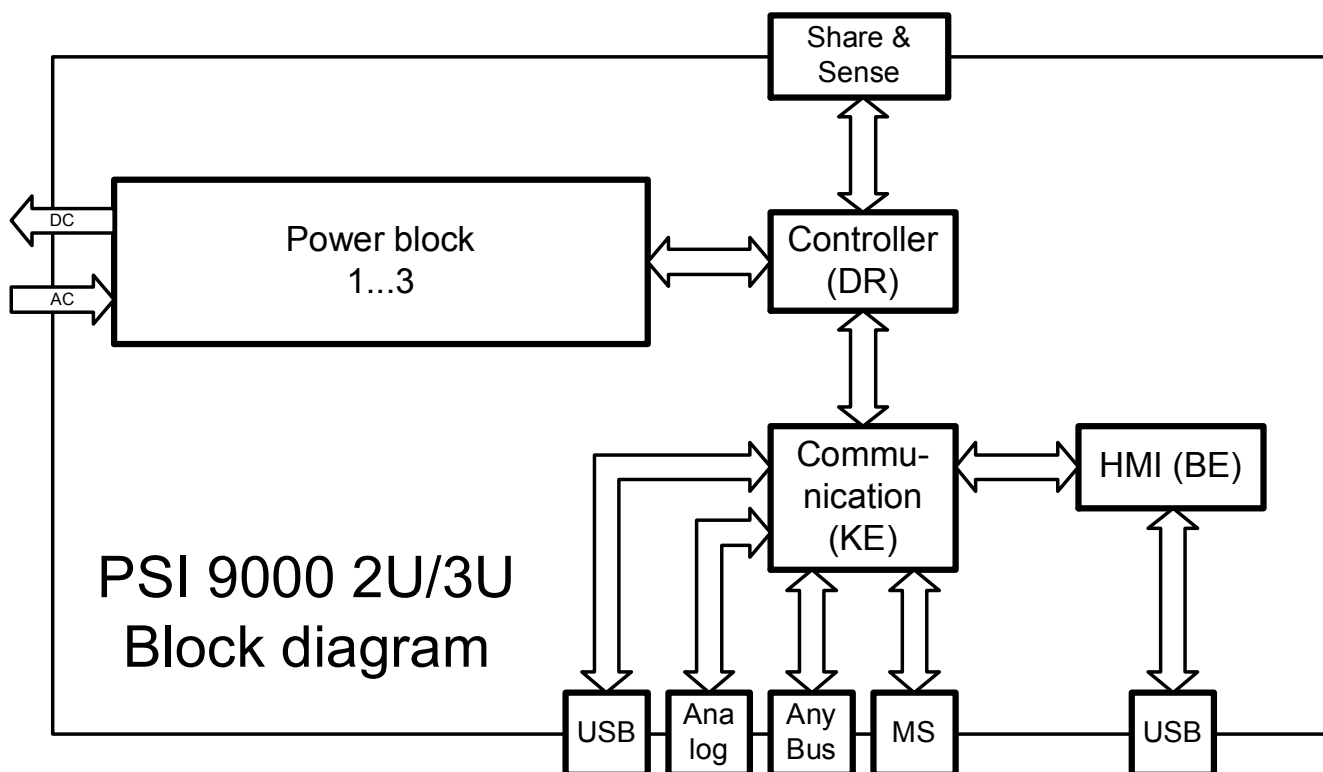 Share &
Sense
DC
AC
Power block
1...3
Controller
(DR)
Commu-
nication
(KE)
HMI (BE)
PSI 9000 2U/3U
Block diagram
USB
Ana
log
Any
Bus
MS
USB